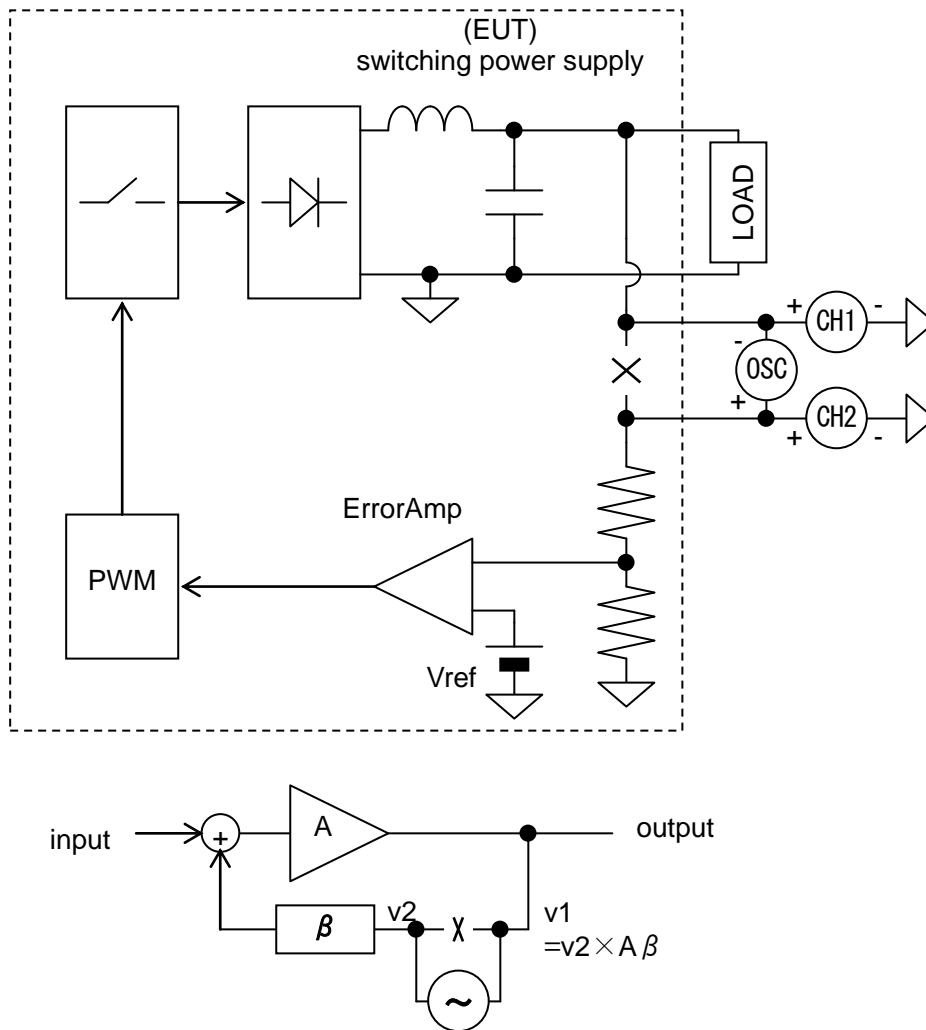 (EUT)
switching power supply
LOAD
+ CH1 -
-
OSC
+
+ CH2 -
ErrorAmp
PWM
Vref
input
+
A
output
β
v2
v1
=v2×Aβ
~